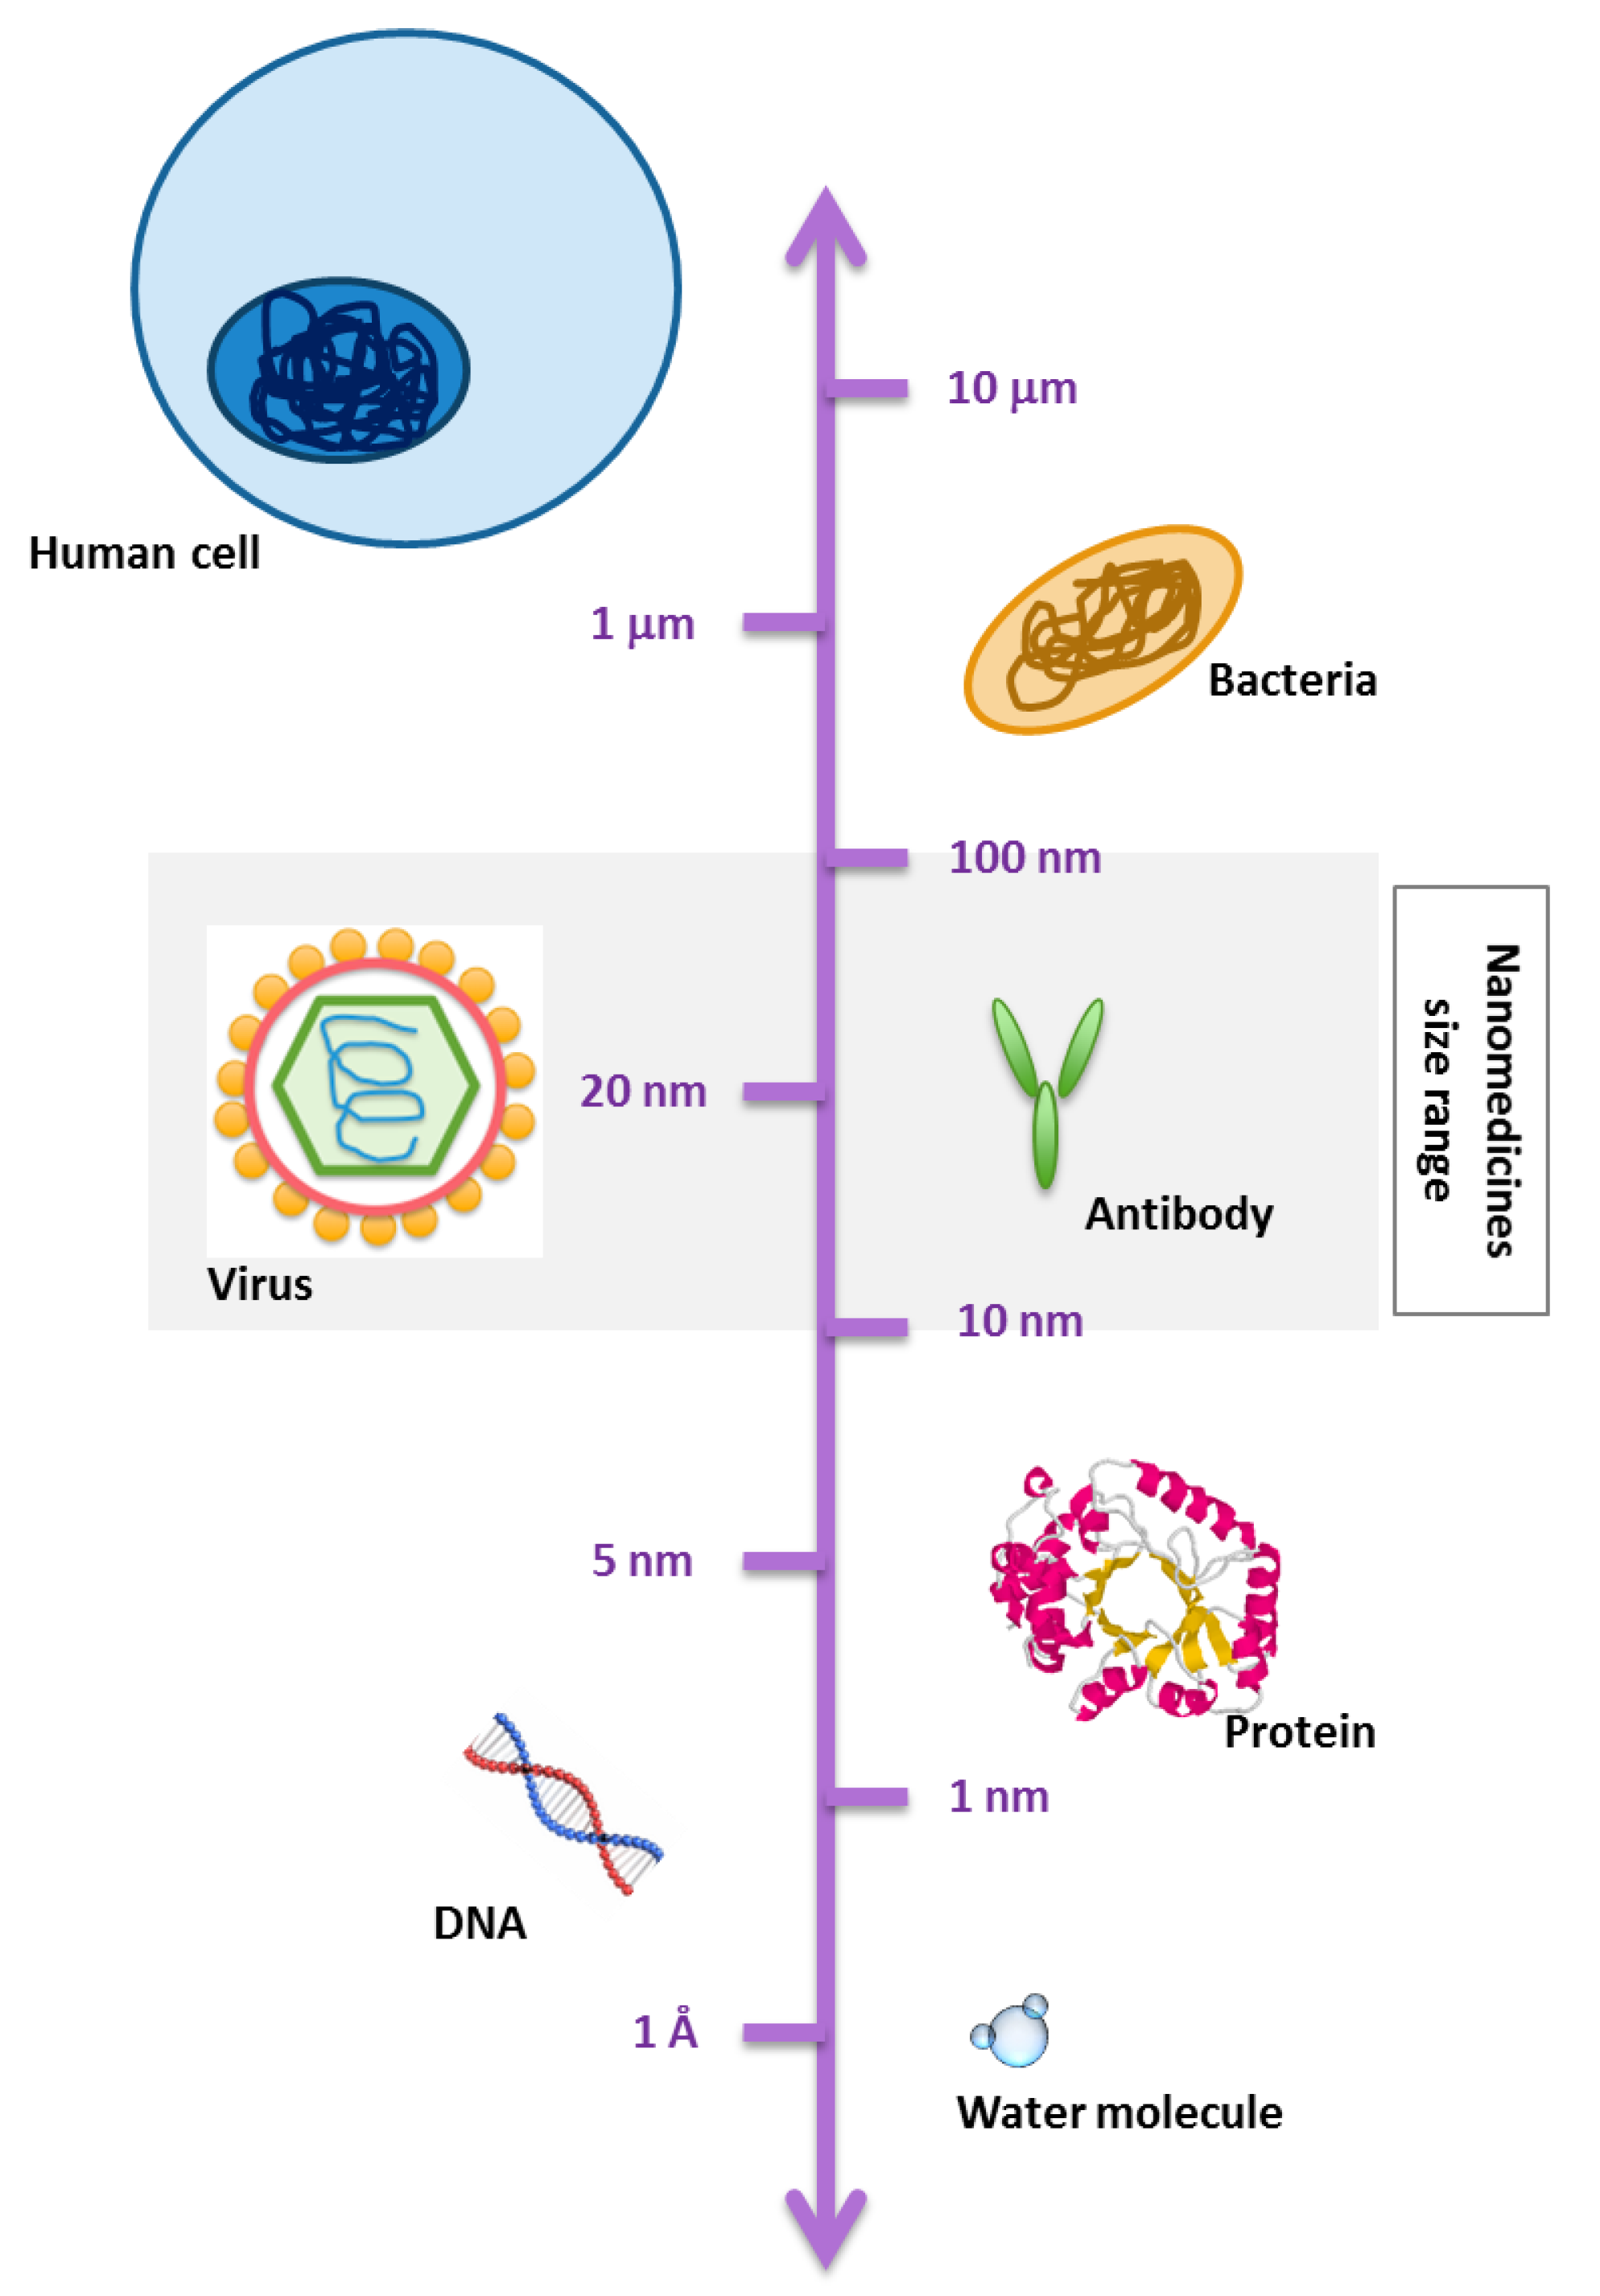 10 µm
Human cell
1 µm
Bacteria
100 nm
Nanomedicines
size range
20 nm
Antibody
Virus
10 nm
5 nm
Protein
1 nm
DNA
1 Å
Water molecule